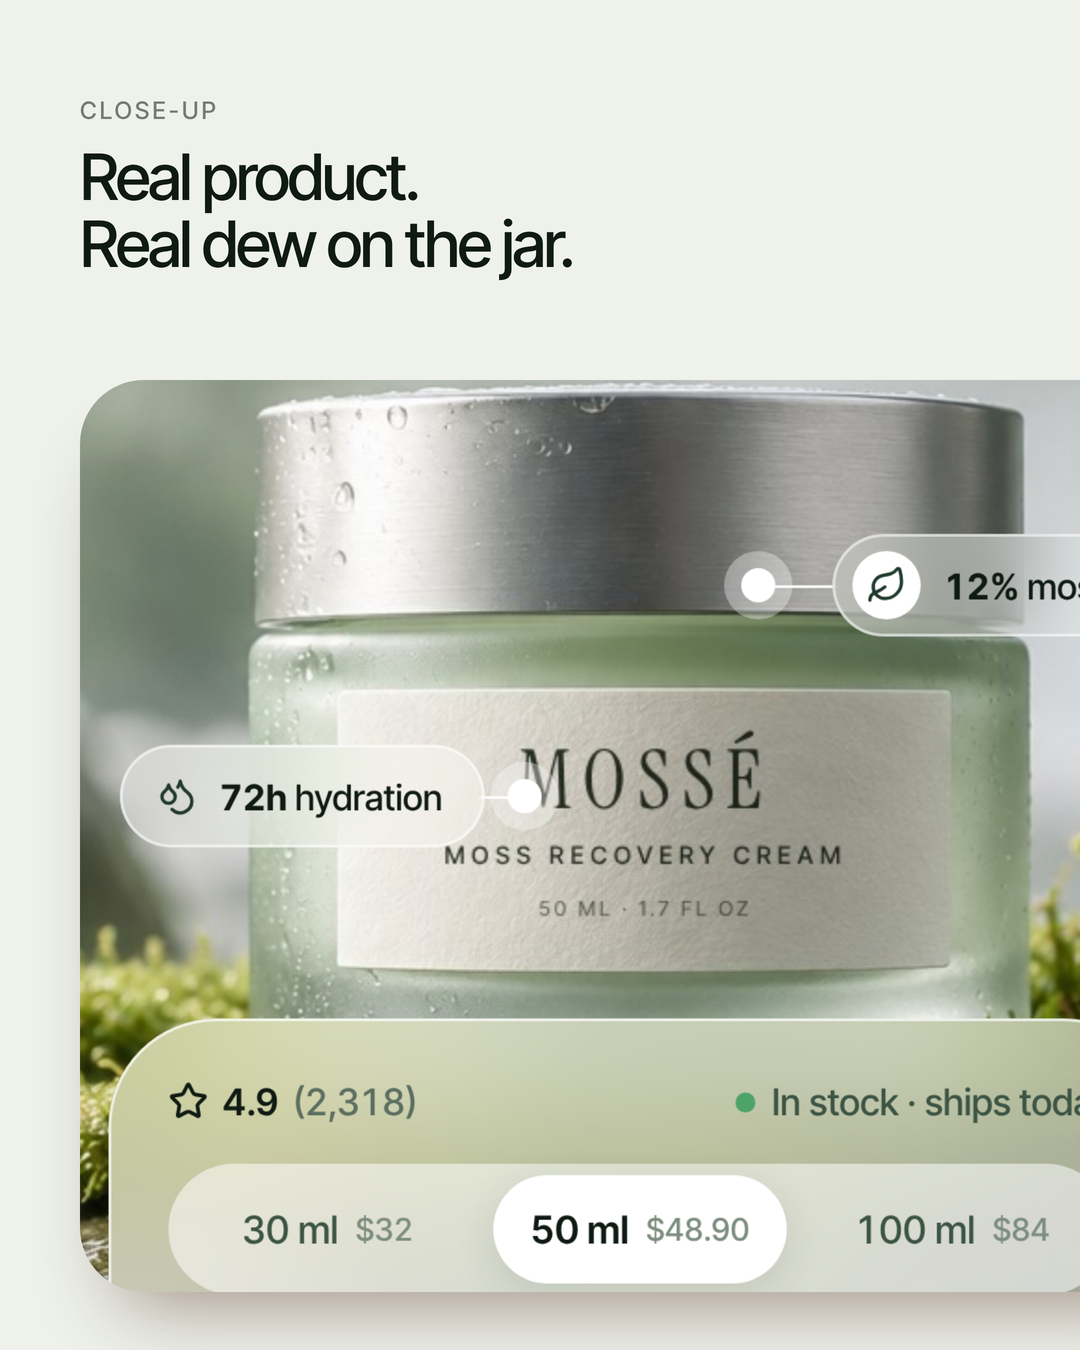 CLOSE-UP
Real product.
Real dew on the jar.
12%
MOSSÉ
72h hydration
MOSS RECOVERY CREAM
50 ML · 1.7 FL OZ
4.9 (2,318)
In stock · ships
30 ml $32
50 ml $48.90
100 ml $84